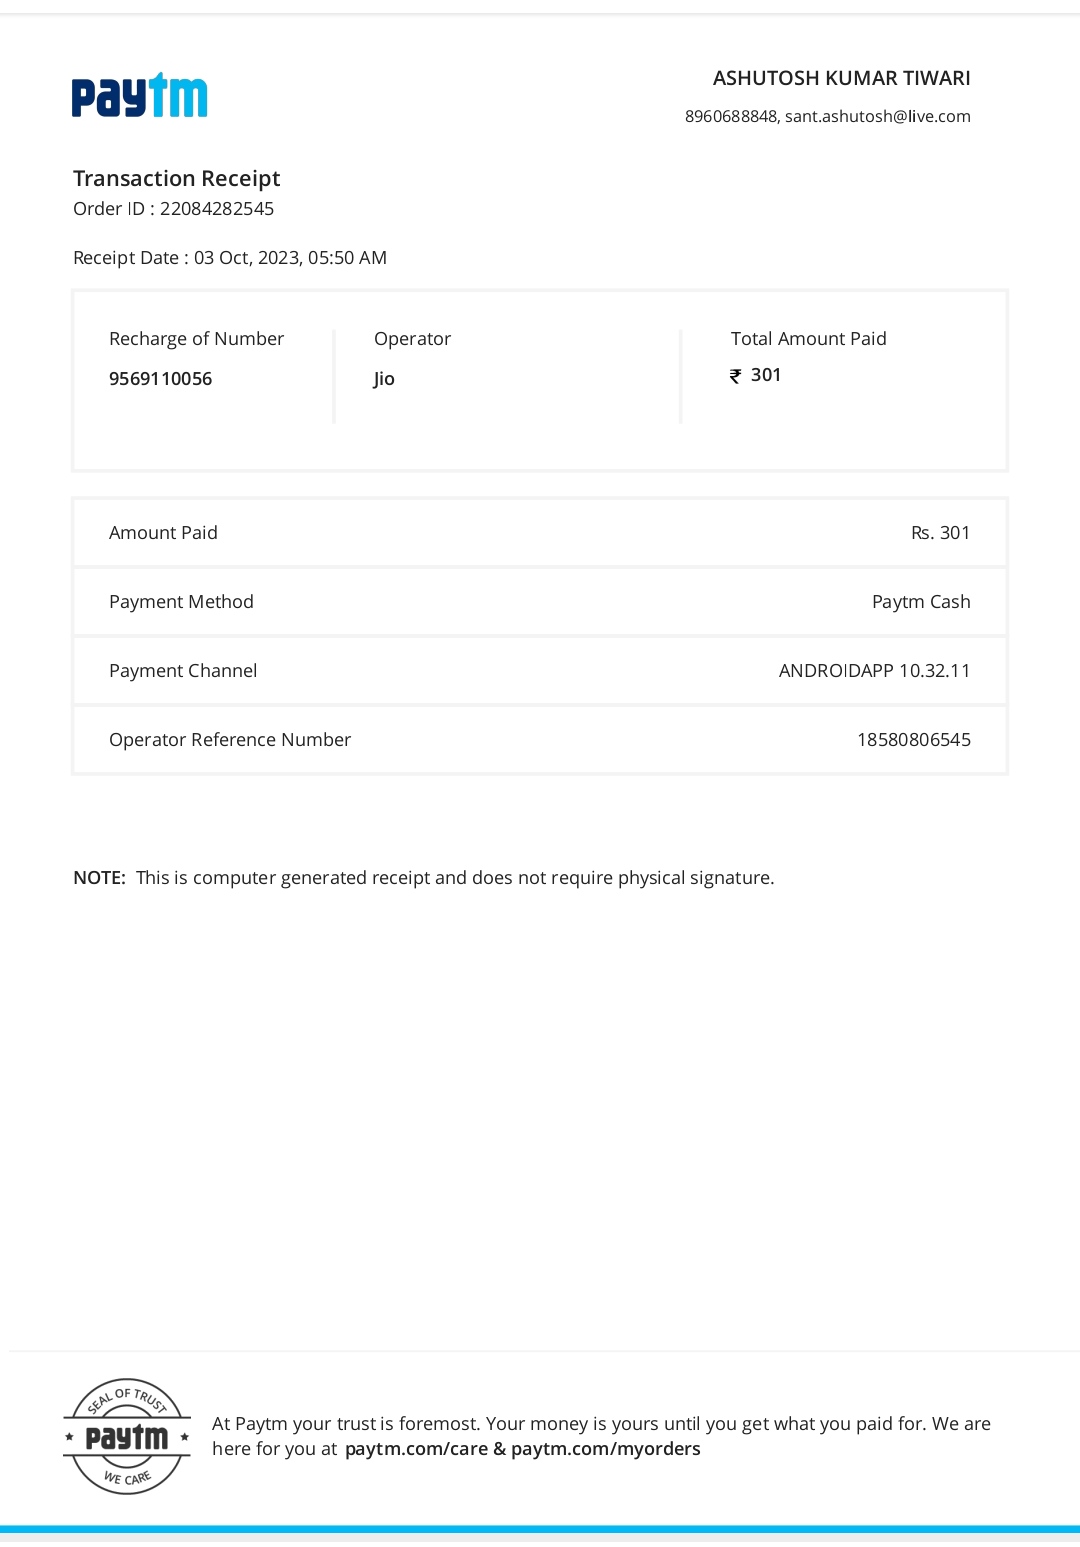 paytm
ASHUTOSH KUMAR TIWARI
8960688848, sant.ashutosh@live.com
Transaction Receipt
Order ID : 22084282545
Receipt Date : 03 Oct, 2023, 05:50 AM
Recharge of Number
9569110056
Operator
Jio
Total Amount Paid
₹ 301
Amount Paid Rs. 301
Payment Method Paytm Cash
Payment Channel ANDROIDAPP 10.32.11
Operator Reference Number 18580806545
NOTE: This is computer generated receipt and does not require physical signature.
SEAL OF TRUST
★ paytm ★
WE CARE
At Paytm your trust is foremost. Your money is yours until you get what you paid for. We are
here for you at paytm.com/care & paytm.com/myorders